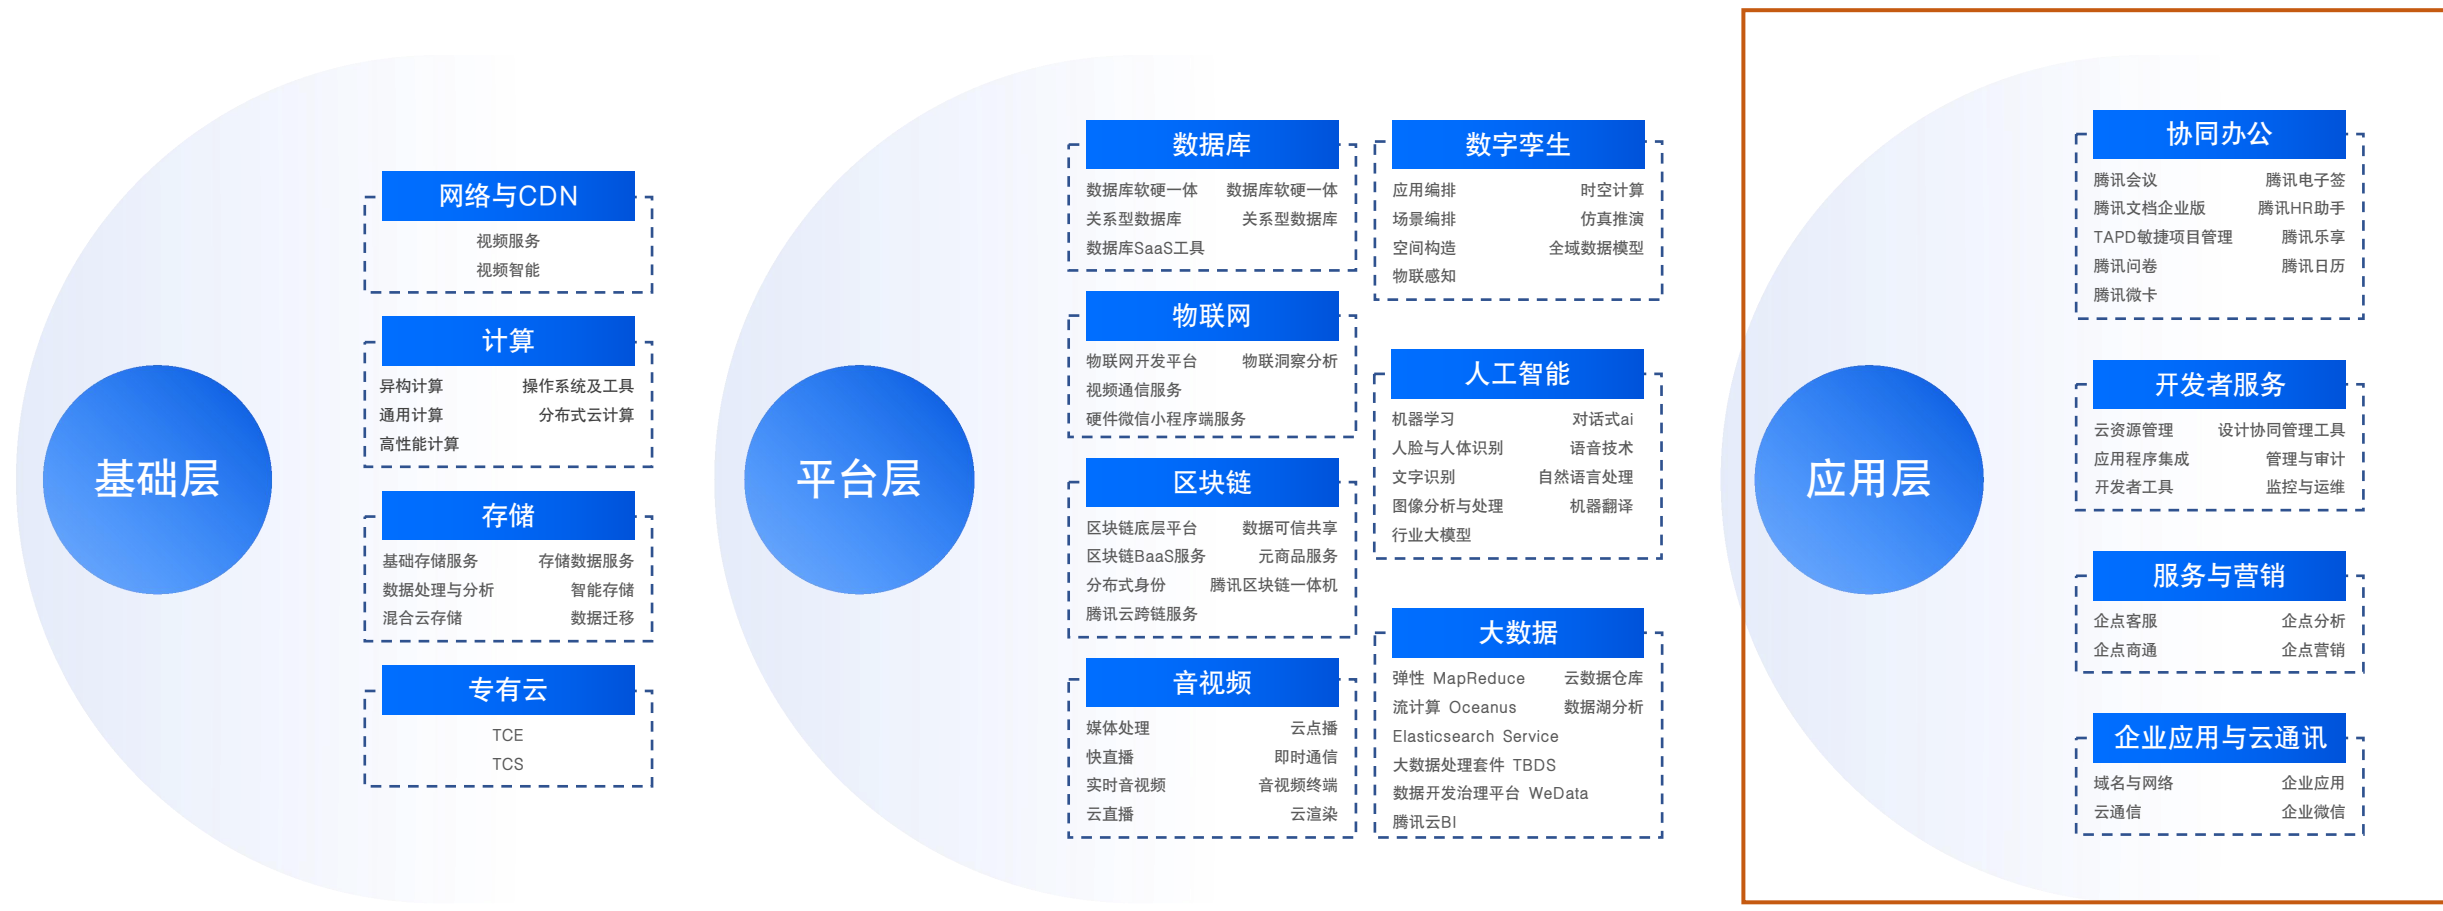 基础层
网络与CDN
视频服务
视频智能
计算
异构计算 操作系统及工具
通用计算 分布式云计算
高性能计算
存储
基础存储服务 存储数据服务
数据处理与分析 智能存储
混合云存储 数据迁移
专有云
TCE
TCS
平台层
数据库
数据库软硬一体 数据库软硬一体
关系型数据库 关系型数据库
数据库SaaS工具
物联网
物联网开发平台 物联洞察分析
视频通信服务
硬件微信小程序端服务
区块链
区块链底层平台 数据可信共享
区块链BaaS服务 元商品服务
分布式身份 腾讯区块链一体机
腾讯云跨链服务
音视频
媒体处理 云点播
快直播 即时通信
实时音视频 音视频终端
云直播 云渲染
数字孪生
应用编排 时空计算
场景编排 仿真推演
空间构造 全域数据模型
物联感知
人工智能
机器学习 对话式ai
人脸与人体识别 语音技术
文字识别 自然语言处理
图像分析与处理 机器翻译
行业大模型
大数据
弹性 MapReduce 云数据仓库
流计算 Oceanus 数据湖分析
Elasticsearch Service
大数据处理套件 TBDS
数据开发治理平台 WeData
腾讯云BI
应用层
协同办公
腾讯会议 腾讯电子签
腾讯文档企业版 腾讯HR助手
TAPD敏捷项目管理 腾讯乐享
腾讯问卷 腾讯日历
腾讯微卡
开发者服务
云资源管理 设计协同管理工具
应用程序集成 管理与审计
开发者工具 监控与运维
服务与营销
企点客服 企点分析
企点商通 企点营销
企业应用与云通讯
域名与网络 企业应用
云通信 企业微信